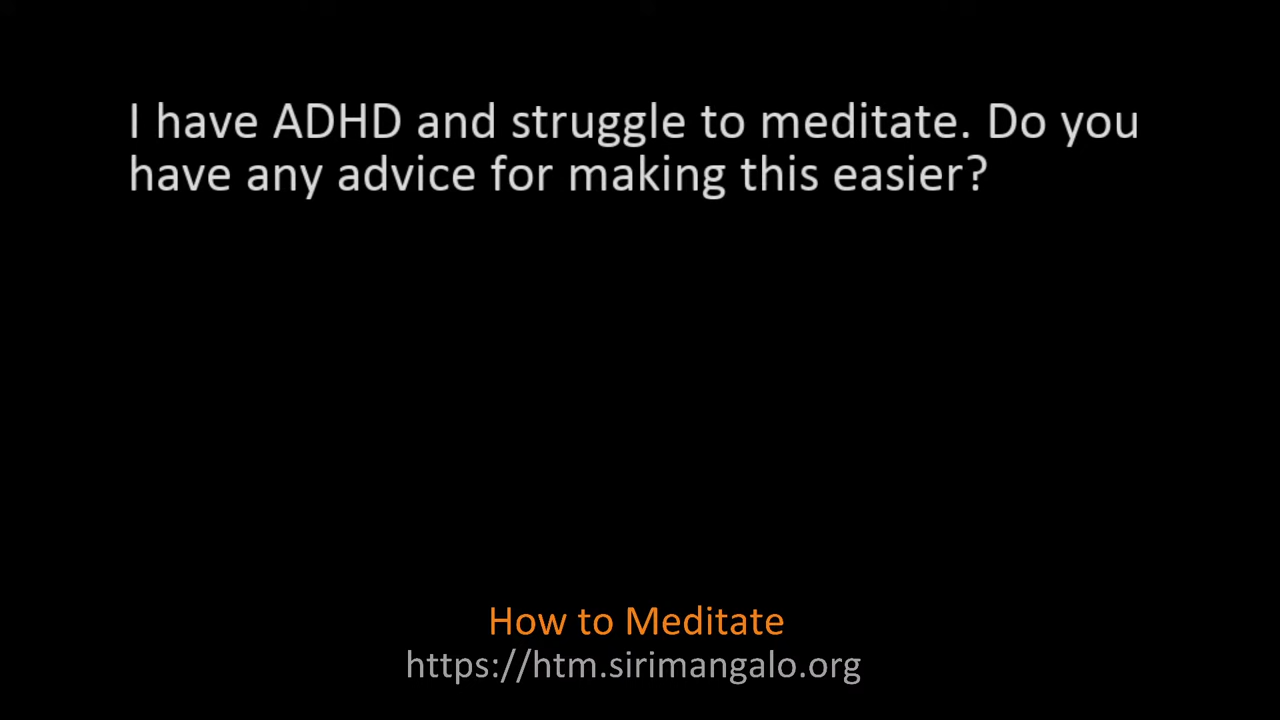 I have ADHD and struggle to meditate. Do you
have any advice for making this easier?
How to Meditate
https://htm.sirimangalo.org